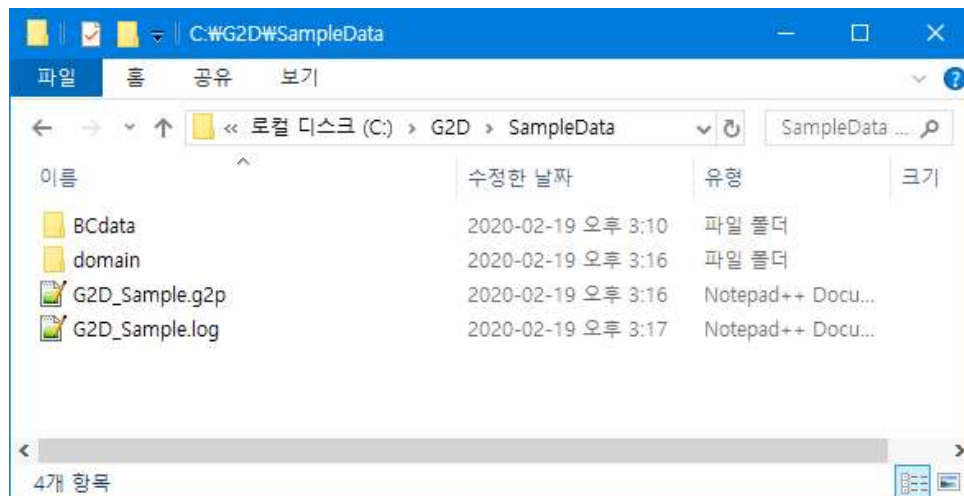 C:₩G2D₩SampleData
파일 홈 공유 보기
« 로컬 디스크 (C:) › G2D › SampleData SampleData ...
이름 수정한 날짜 유형 크기
BCdata 2020-02-19 오후 3:10 파일 폴더
domain 2020-02-19 오후 3:16 파일 폴더
G2D_Sample.g2p 2020-02-19 오후 3:16 Notepad++ Docu...
G2D_Sample.log 2020-02-19 오후 3:17 Notepad++ Docu...
4개 항목